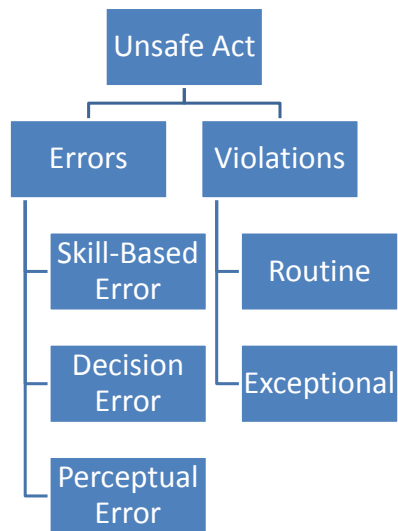 Unsafe Act
Errors
Violations
Skill-Based
Error
Routine
Decision
Error
Exceptional
Perceptual
Error